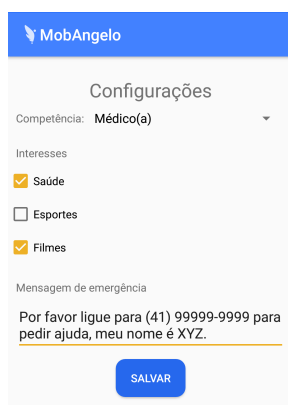 MobAngelo
Configurações
Competência: Médico(a)
Interesses
Saúde
Esportes
Filmes
Mensagem de emergência
Por favor ligue para (41) 99999-9999 para
pedir ajuda, meu nome é XYZ.
SALVAR